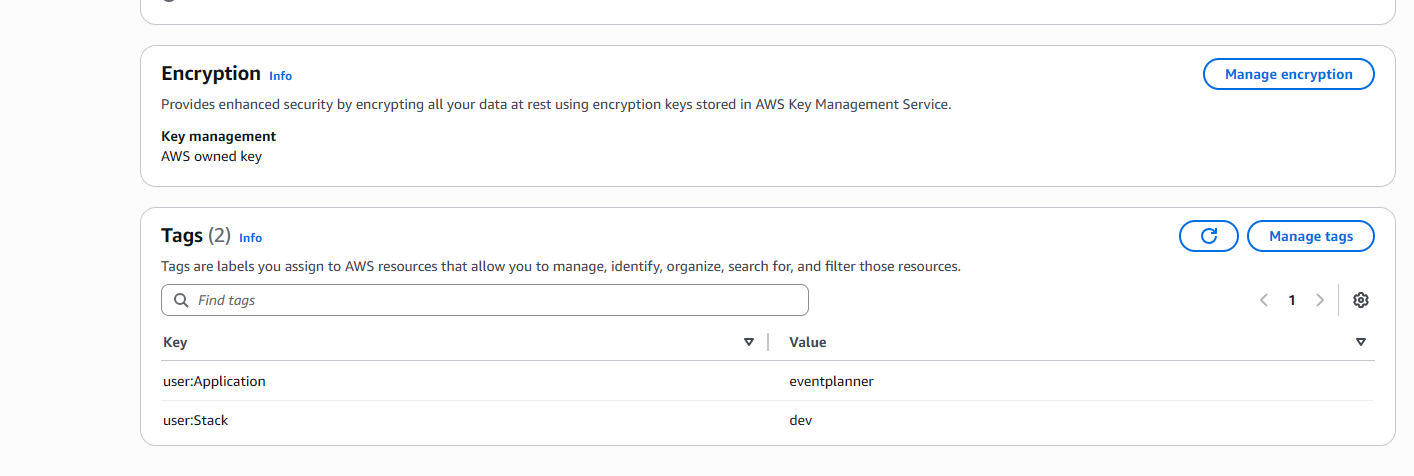 Encryption Info
Manage encryption
Provides enhanced security by encrypting all your data at rest using encryption keys stored in AWS Key Management Service.
Key management
AWS owned key
Tags (2) Info
Manage tags
Tags are labels you assign to AWS resources that allow you to manage, identify, organize, search for, and filter those resources.
Find tags
1
Key Value
user:Application eventplanner
user:Stack dev